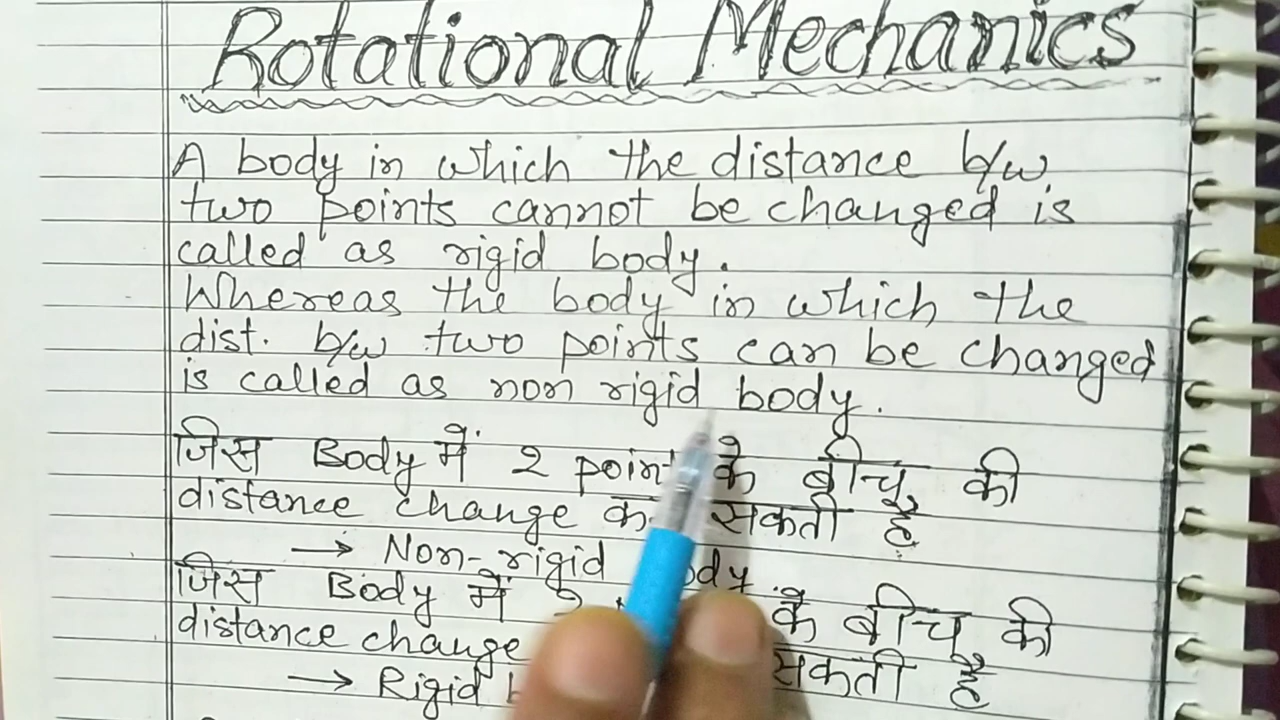 Rotational Mechanics
A body in which the distance b/w
two points cannot be changed is
called as rigid body.
Whereas the body in which the
dist. b/w two points can be changed
is called as non rigid body.
जिस Body में 2 point के बीच की
distance change सकती है
→ Non-rigid
जिस Body में के बीच की
distance change सकती है
→ Rigid